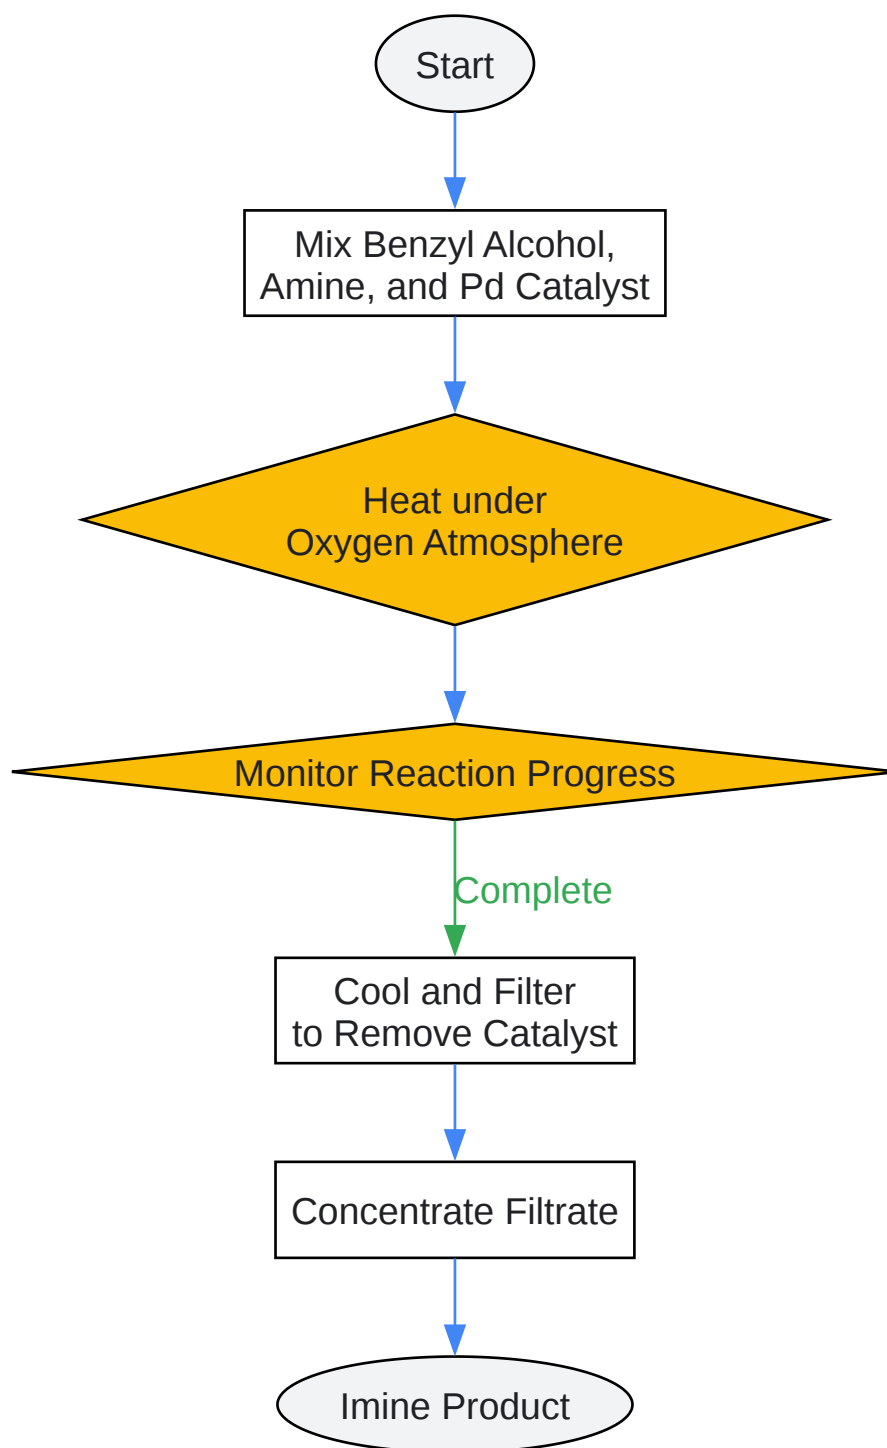 Start
Mix Benzyl Alcohol,
Amine, and Pd Catalyst
Heat under
Oxygen Atmosphere
Monitor Reaction Progress
Complete
Cool and Filter
to Remove Catalyst
Concentrate Filtrate
Imine Product